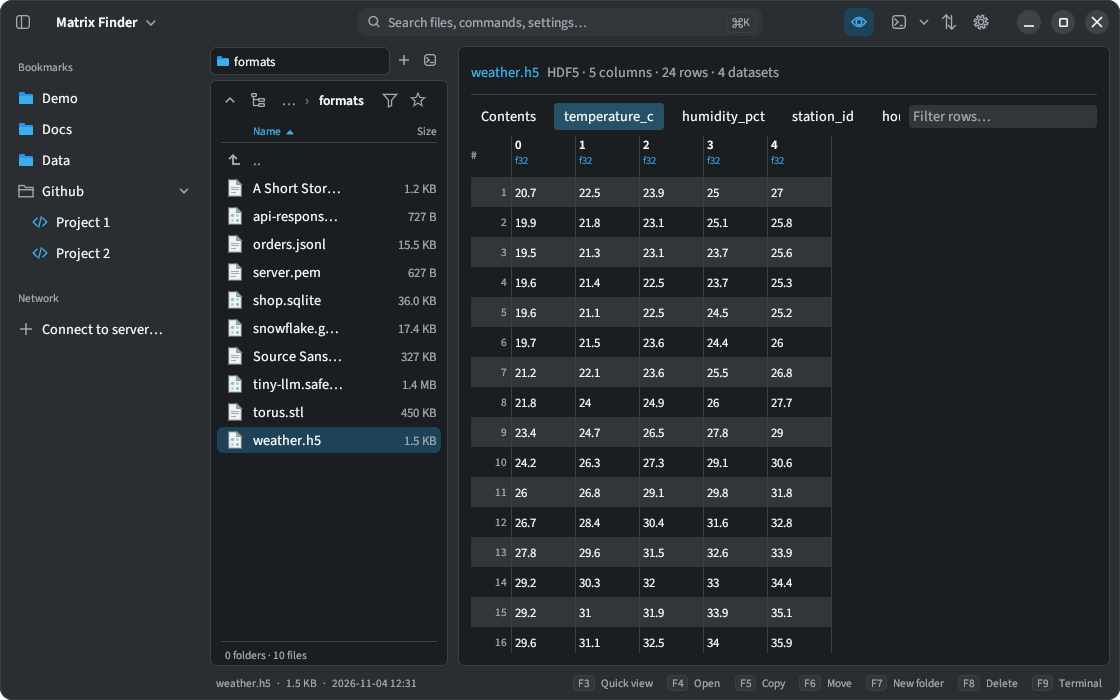 Matrix Finder
Search files, commands, settings…
⌘K
Bookmarks
Demo
Docs
Data
Github
Project 1
Project 2
Network
Connect to server…
formats
… › formats
Name Size
..
A Short Stor… 1.2 KB
api-respons… 727 B
orders.jsonl 15.5 KB
server.pem 627 B
shop.sqlite 36.0 KB
snowflake.g… 17.4 KB
Source Sans… 327 KB
tiny-llm.safe… 1.4 MB
torus.stl 450 KB
weather.h5 1.5 KB
0 folders · 10 files
weather.h5 HDF5 · 5 columns · 24 rows · 4 datasets
Contents temperature_c humidity_pct station_id Filter rows…
# 0 1 2 3 4
f32 f32 f32 f32 f32
1 20.7 22.5 23.9 25 27
2 19.9 21.8 23.1 25.1 25.8
3 19.5 21.3 23.1 23.7 25.6
4 19.6 21.4 22.5 23.7 25.3
5 19.6 21.1 22.5 24.5 25.2
6 19.7 21.5 23.6 24.4 26
7 21.2 22.1 23.6 25.5 26.8
8 21.8 24 24.9 26 27.7
9 23.4 24.7 26.5 27.8 29
10 24.2 26.3 27.3 29.1 30.6
11 26 26.8 29.1 29.8 31.8
12 26.7 28.4 30.4 31.6 32.8
13 27.8 29.6 31.5 32.6 33.9
14 29.2 30.3 32 33 34.4
15 29.2 31 31.9 33.9 35.1
16 29.6 31.1 32.5 34 35.9
weather.h5 · 1.5 KB · 2026-11-04 12:31
F3 Quick view F4 Open F5 Copy F6 Move F7 New folder F8 Delete F9 Terminal